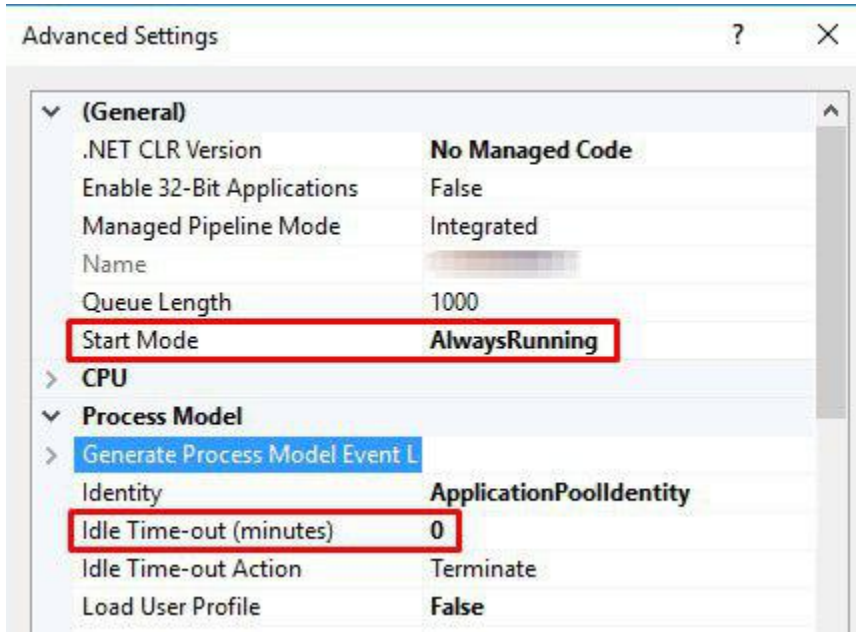 Advanced Settings ?
(General)
.NET CLR Version No Managed Code
Enable 32-Bit Applications False
Managed Pipeline Mode Integrated
Name
Queue Length 1000
Start Mode AlwaysRunning
CPU
Process Model
Generate Process Model Event L
Identity ApplicationPoolIdentity
Idle Time-out (minutes) 0
Idle Time-out Action Terminate
Load User Profile False